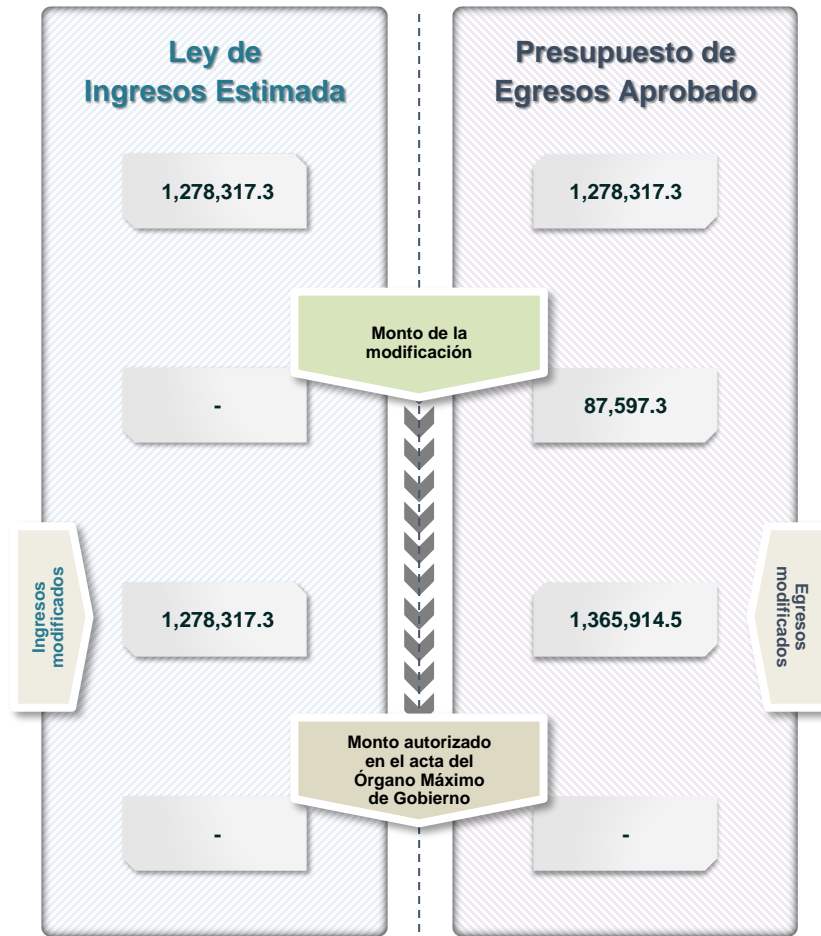 Ley de
Ingresos Estimada
Presupuesto de
Egresos Aprobado
1,278,317.3
1,278,317.3
Monto de la
modificación
-
87,597.3
Ingresos
modificados
1,278,317.3
1,365,914.5
Egresos
modificados
Monto autorizado
en el acta del
Órgano Máximo
de Gobierno
-
-